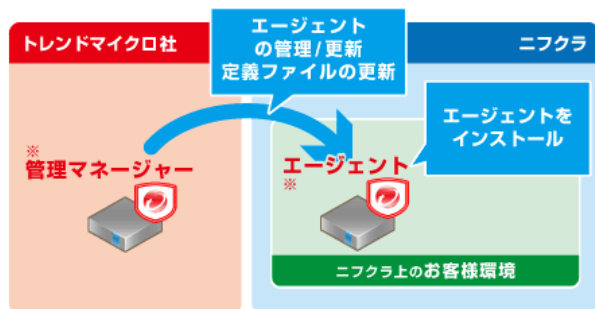 トレンドマイクロ社
エージェント
の管理/更新
定義ファイルの更新
ニフクラ
エージェントを
インストール
※
管理マネージャー
エージェント
※
ニフクラ上のお客様環境